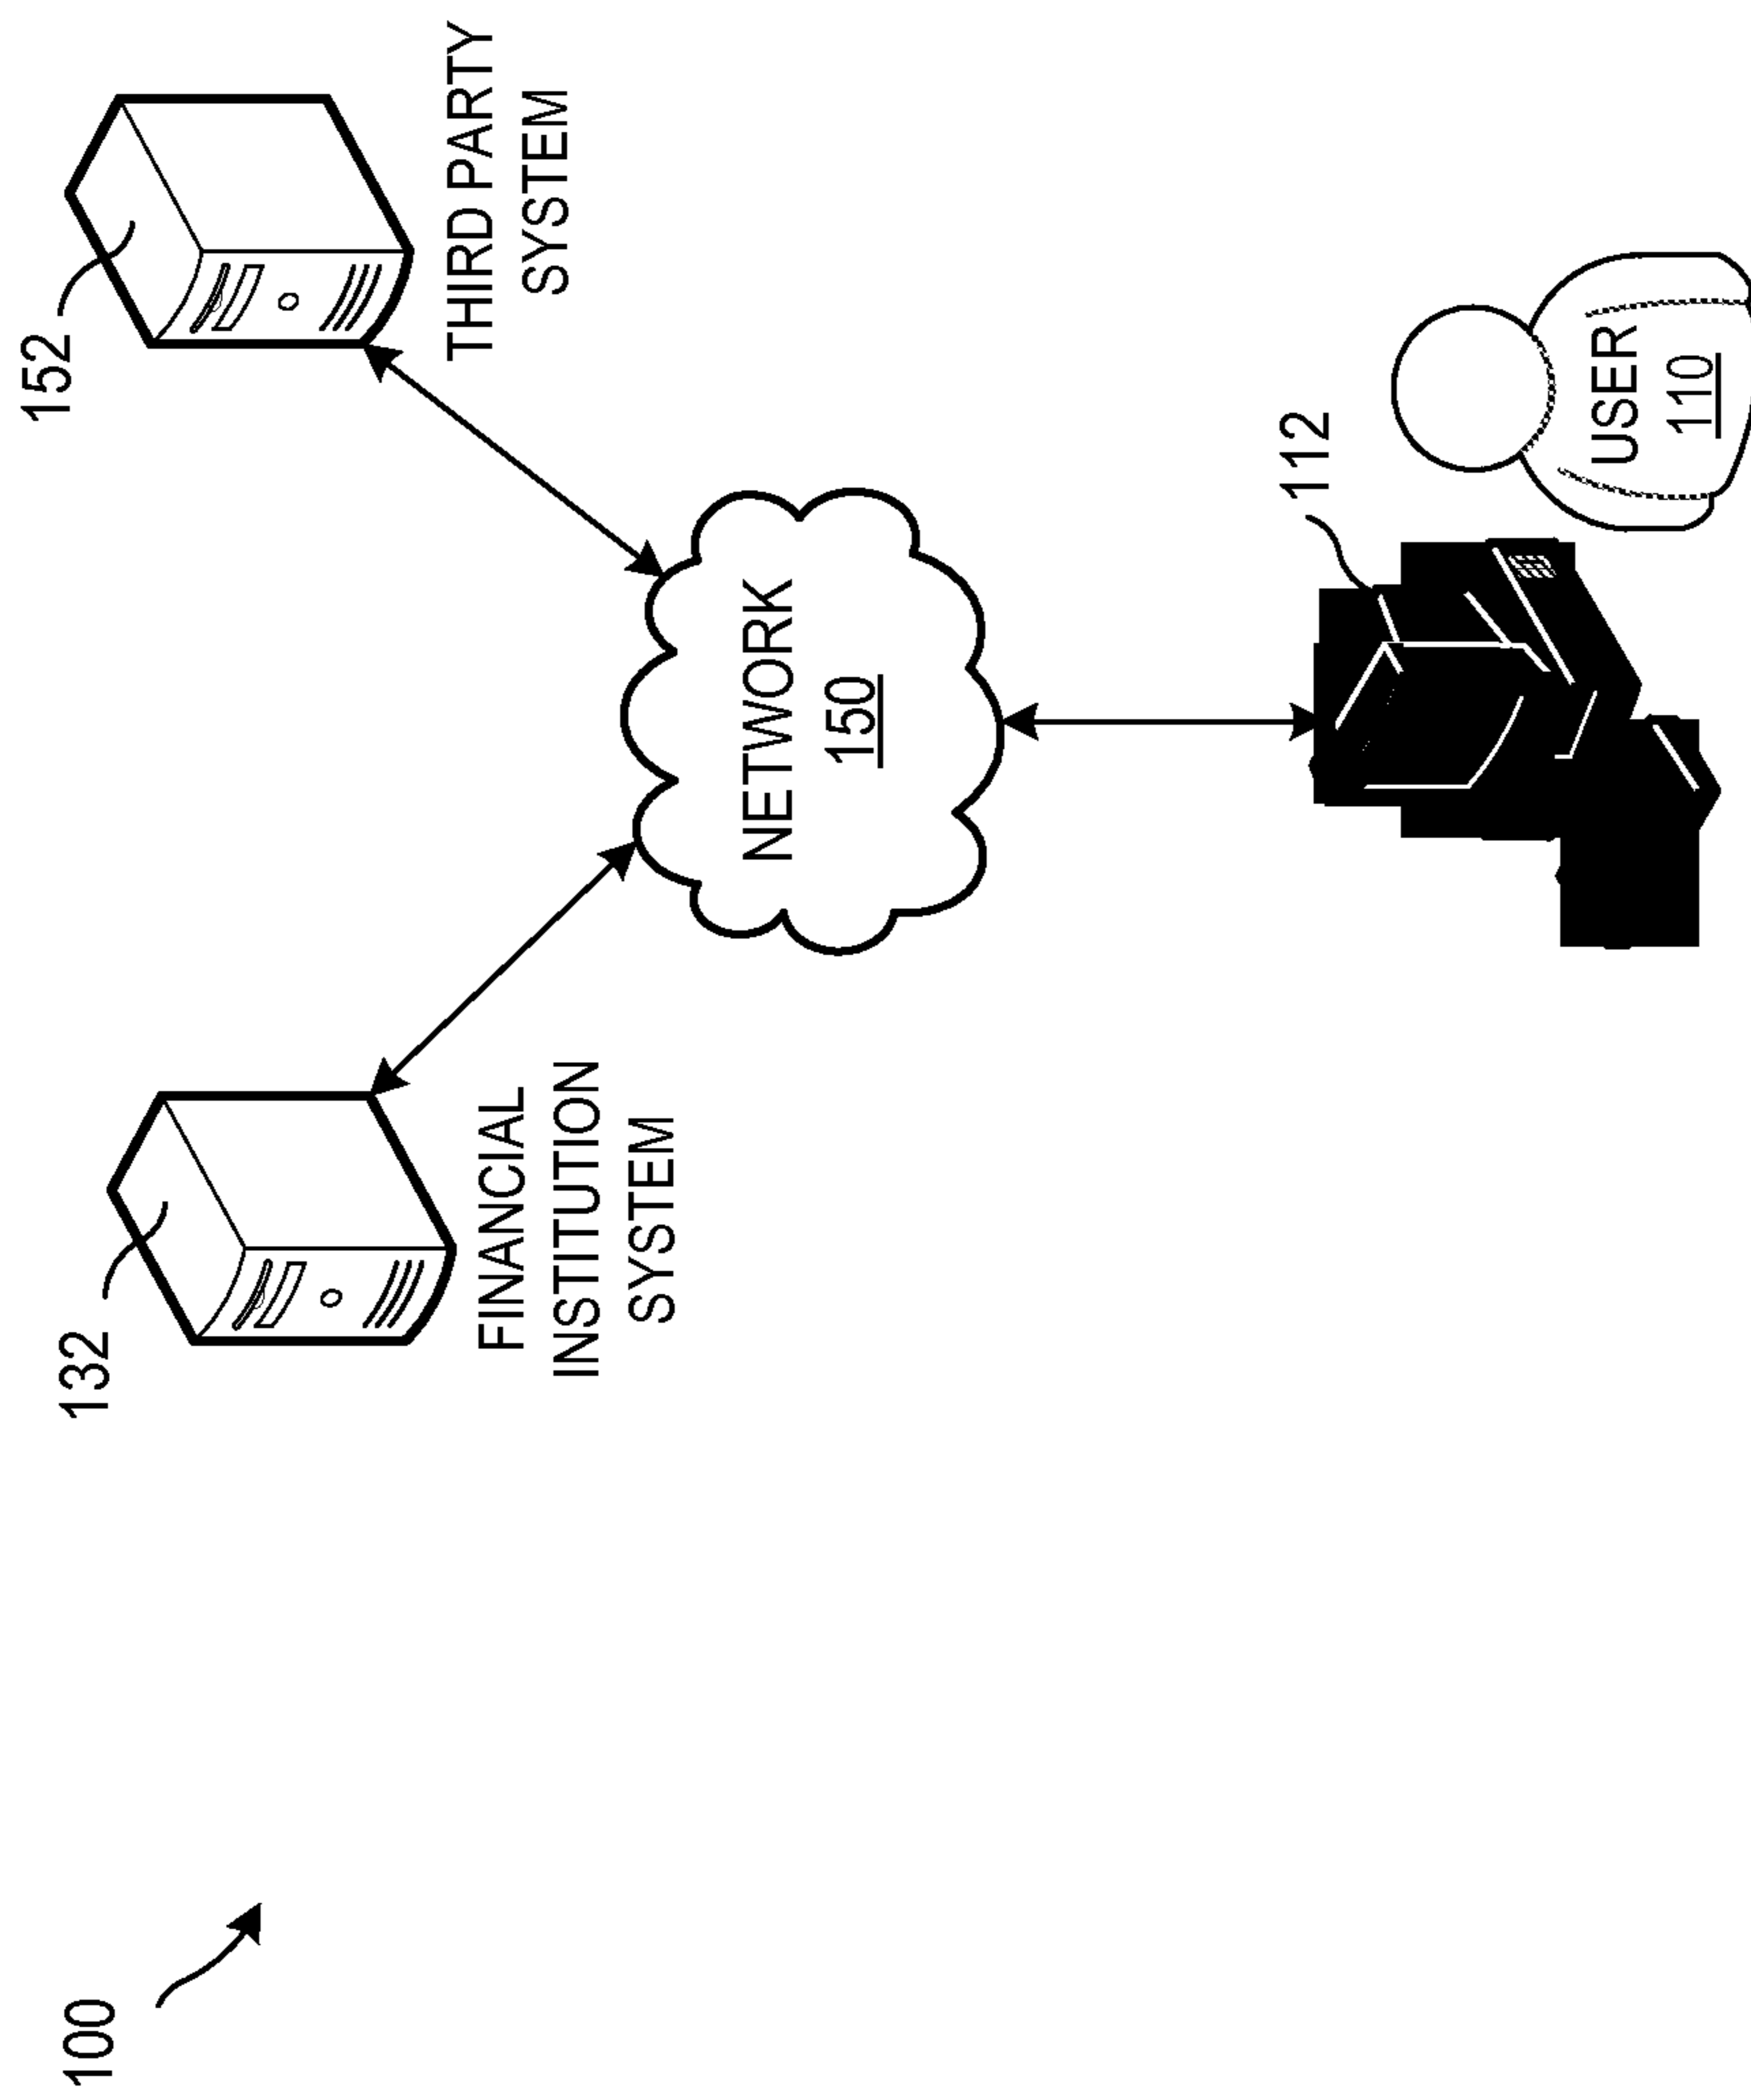 100
132
FINANCIAL
INSTITUTION
SYSTEM
152
THIRD PARTY
SYSTEM
NETWORK
150
112
USER
110